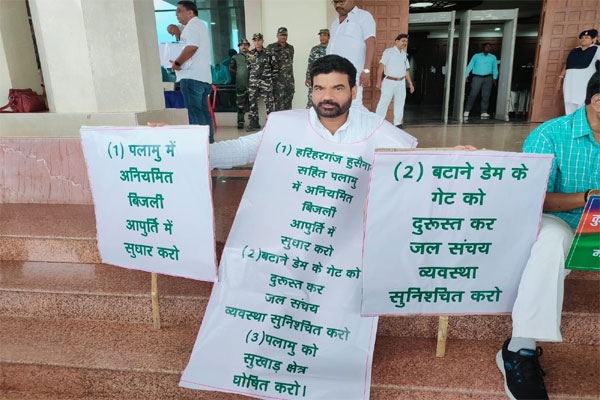 (1) पलामु में
अनियमित
बिजली
आपुर्ति में
सुधार करो
(1) हरिहरगंज हुसैना
सहित पलामु
में अनियमित
बिजली
आपुर्ति में
सुधार करो
(2) बटाने डेम के गेट को
दुरूस्त कर
जल संचय
व्यवस्था सुनिश्चित करो
(3) पलामु को
सुखाड़ क्षेत्र
घोषित करो।
(2) बटाने डेम के
गेट को
दुरूस्त कर
जल संचय
व्यवस्था
सुनिश्चित करो